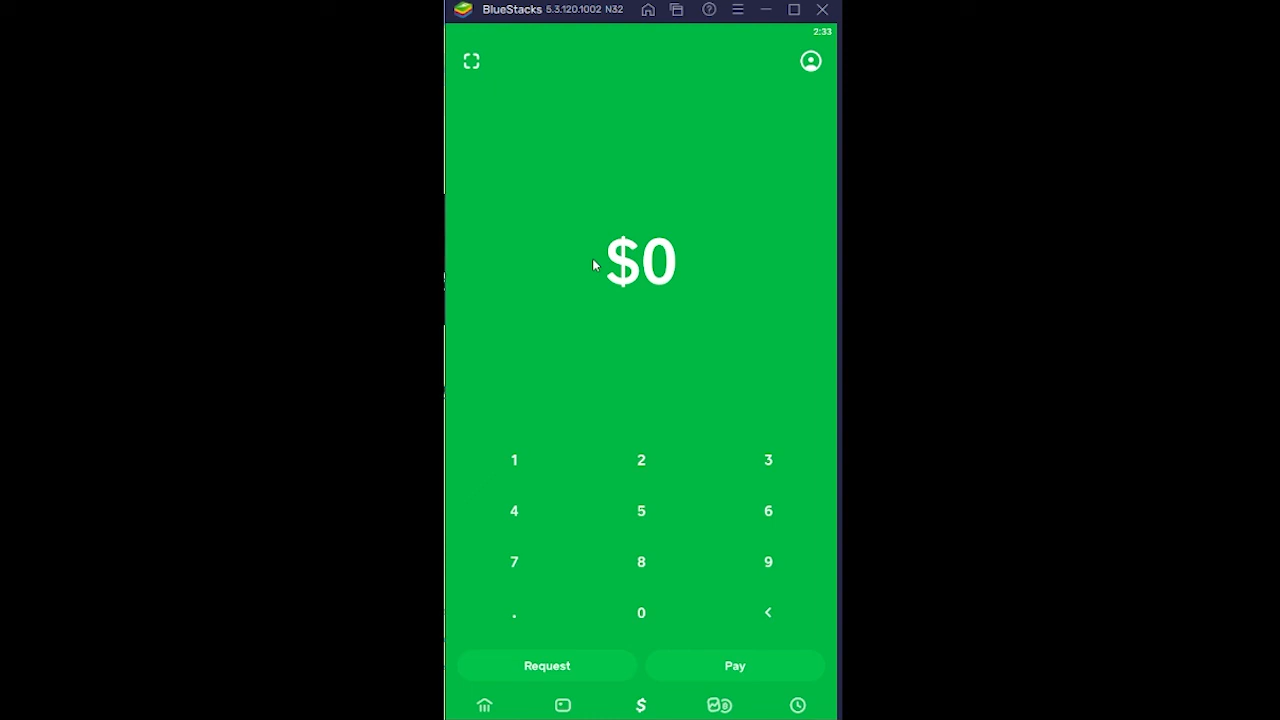 BlueStacks 5.3.120.1002 N32
2:33
$0
1 2 3
4 5 6
7 8 9
. 0 <
Request Pay
$